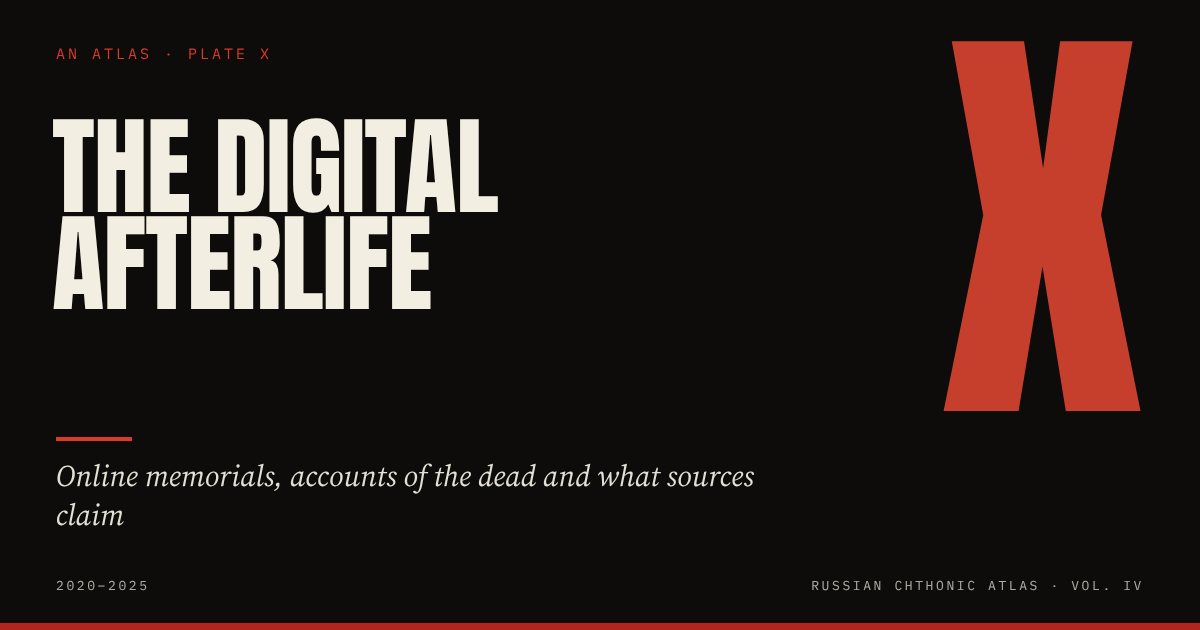 AN ATLAS · PLATE X
X
THE DIGITAL
AFTERLIFE
Online memorials, accounts of the dead and what sources
claim
2020–2025
RUSSIAN CHTHONIC ATLAS · VOL. IV